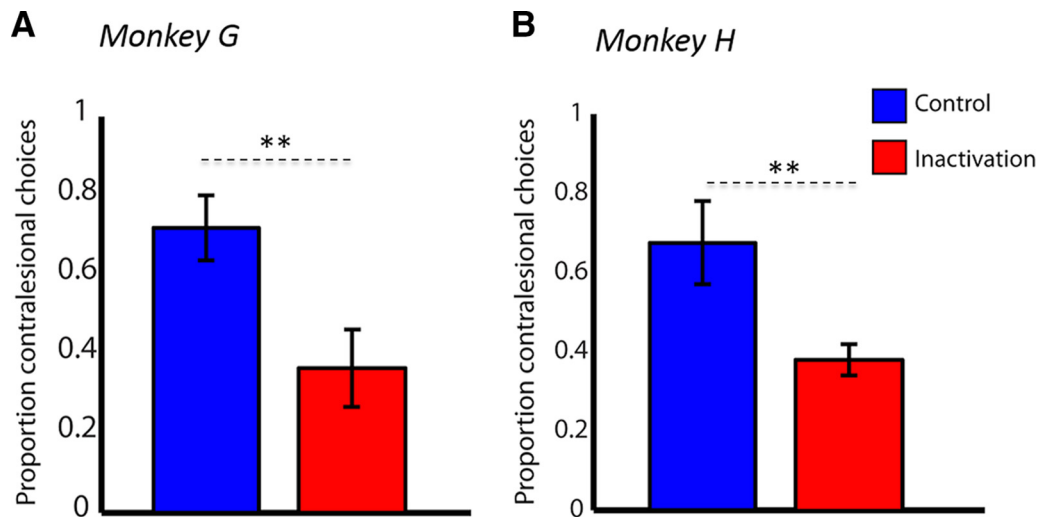 A
Monkey G
Proportion contralesional choices
1
0.8
0.6
0.4
0.2
0
**
B
Monkey H
Proportion contralesional choices
1
0.8
0.6
0.4
0.2
0
**
Control
Inactivation